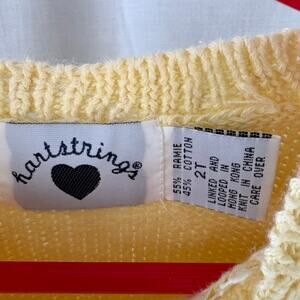 hartstrings®
55% RAMIE
45% COTTON
2T
LINKED AND
LOOPED IN
HONG KONG
KNIT IN CHINA
CARE OVER